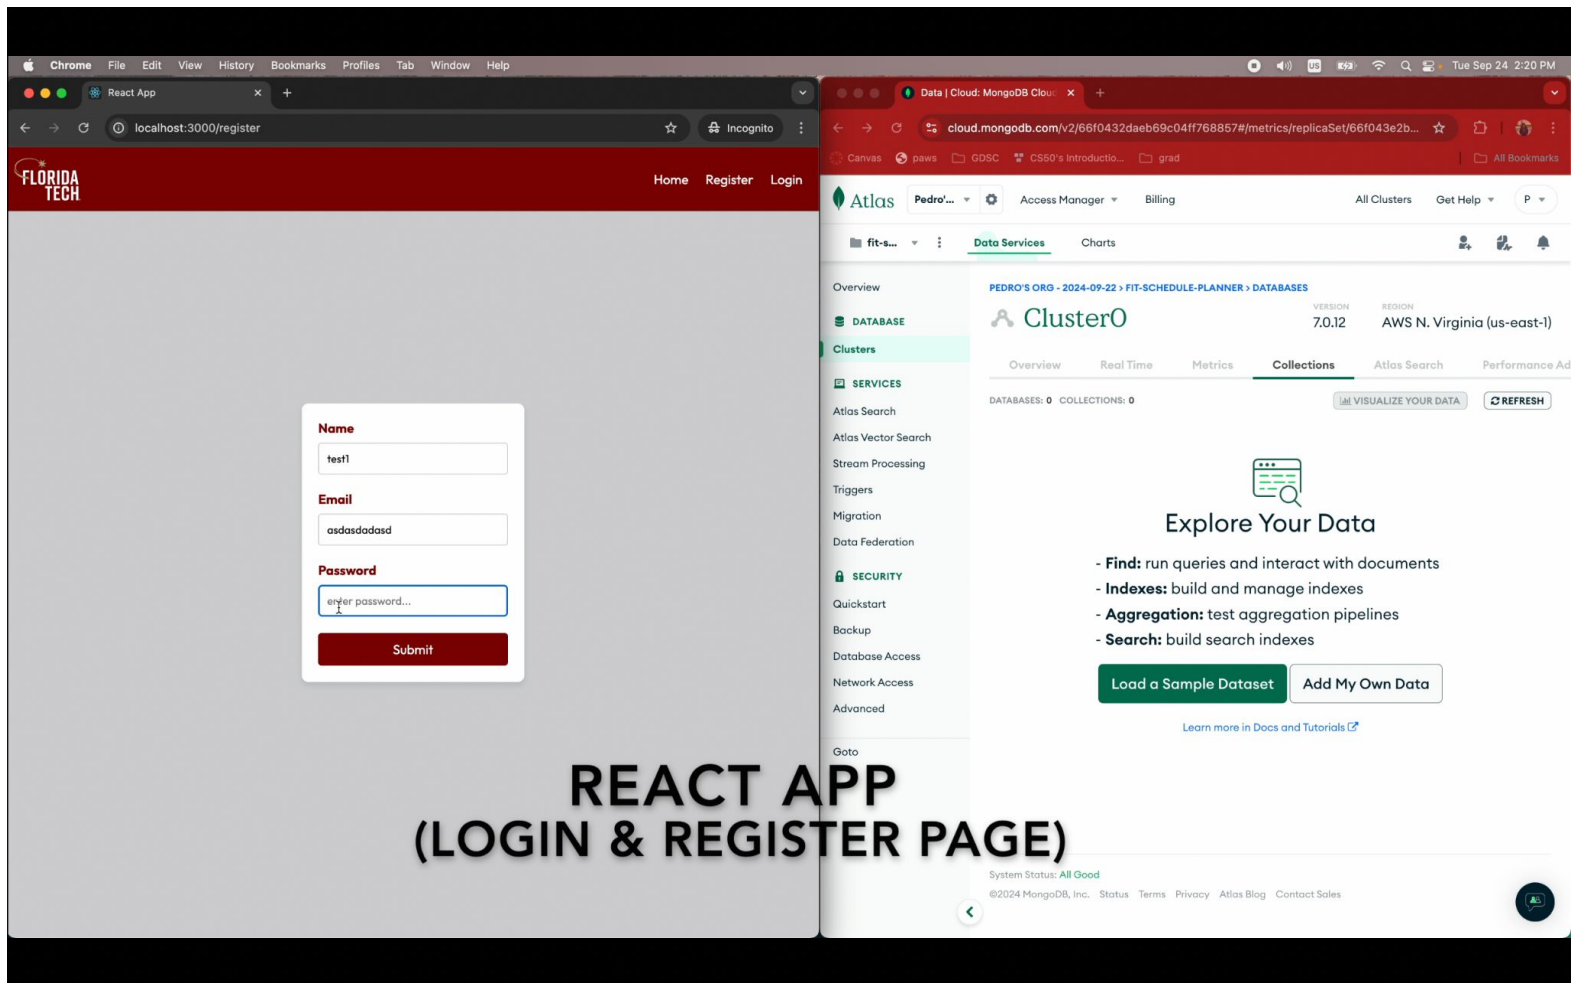 Chrome File Edit View History Bookmarks Profiles Tab Window Help
US
Tue Sep 24 2:20 PM
React App
localhost:3000/register
Incognito
FLORIDA
TECH
Home Register Login
Name
test1
Email
asdasdadasd
Password
enter password...
Submit
Data | Cloud: MongoDB Clou
cloud.mongodb.com/v2/66f0432daeb69c04ff768857#/metrics/replicaSet/66f043e2b...
Canvas paws GDSC CS50's Introductio... grad
All Bookmarks
Atlas Pedro'... Access Manager Billing
All Clusters Get Help P
fit-s... Data Services Charts
Overview
DATABASE
Clusters
SERVICES
Atlas Search
Atlas Vector Search
Stream Processing
Triggers
Migration
Data Federation
SECURITY
Quickstart
Backup
Database Access
Network Access
Advanced
Goto
PEDRO'S ORG - 2024-09-22 > FIT-SCHEDULE-PLANNER > DATABASES
Cluster0
VERSION
7.0.12
REGION
AWS N. Virginia (us-east-1)
Overview Real Time Metrics Collections Atlas Search Performance Ad
DATABASES: 0 COLLECTIONS: 0
VISUALIZE YOUR DATA
REFRESH
Explore Your Data
- Find: run queries and interact with documents
- Indexes: build and manage indexes
- Aggregation: test aggregation pipelines
- Search: build search indexes
Load a Sample Dataset
Add My Own Data
Learn more in Docs and Tutorials
REACT APP
(LOGIN & REGISTER PAGE)
System Status: All Good
©2024 MongoDB, Inc. Status Terms Privacy Atlas Blog Contact Sales